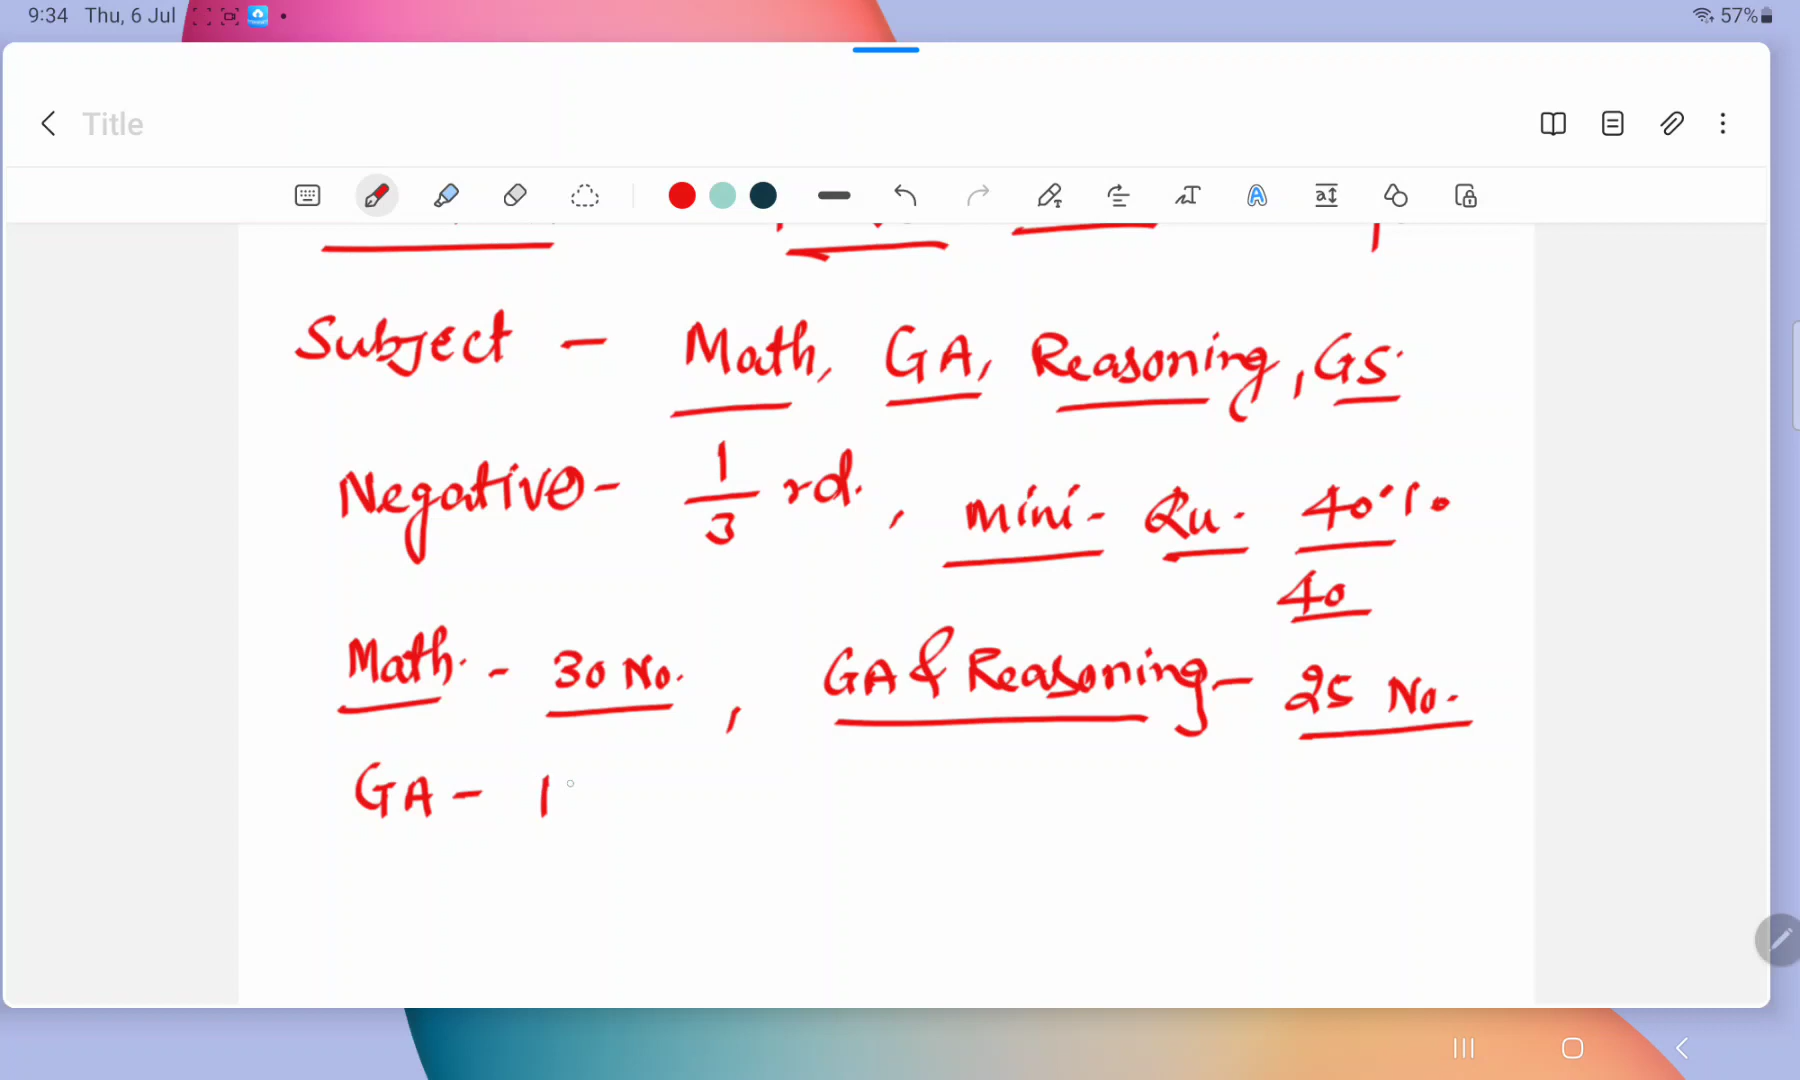 9:34 Thu, 6 Jul 57%
Title
Subject - Math, GA, Reasoning, GS.
Negative - 1/3 rd. , mini - Qu. 40%
40
Math. - 30 No. , GA & Reasoning - 25 No.
GA - 1